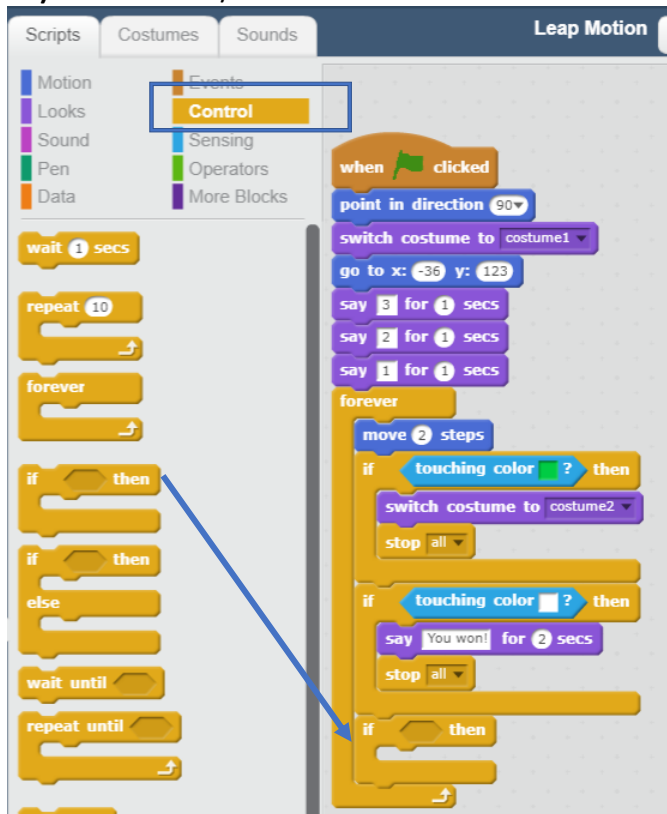 Scripts Costumes Sounds Leap Motion
Motion Events
Looks Control
Sound Sensing
Pen Operators
Data More Blocks
wait 1 secs
repeat 10
forever
if then
if then
else
wait until
repeat until
when clicked
point in direction 90
switch costume to costume1
go to x: -36 y: 123
say 3 for 1 secs
say 2 for 1 secs
say 1 for 1 secs
forever
move 2 steps
if touching color ? then
switch costume to costume2
stop all
if touching color ? then
say You won! for 2 secs
stop all
if then